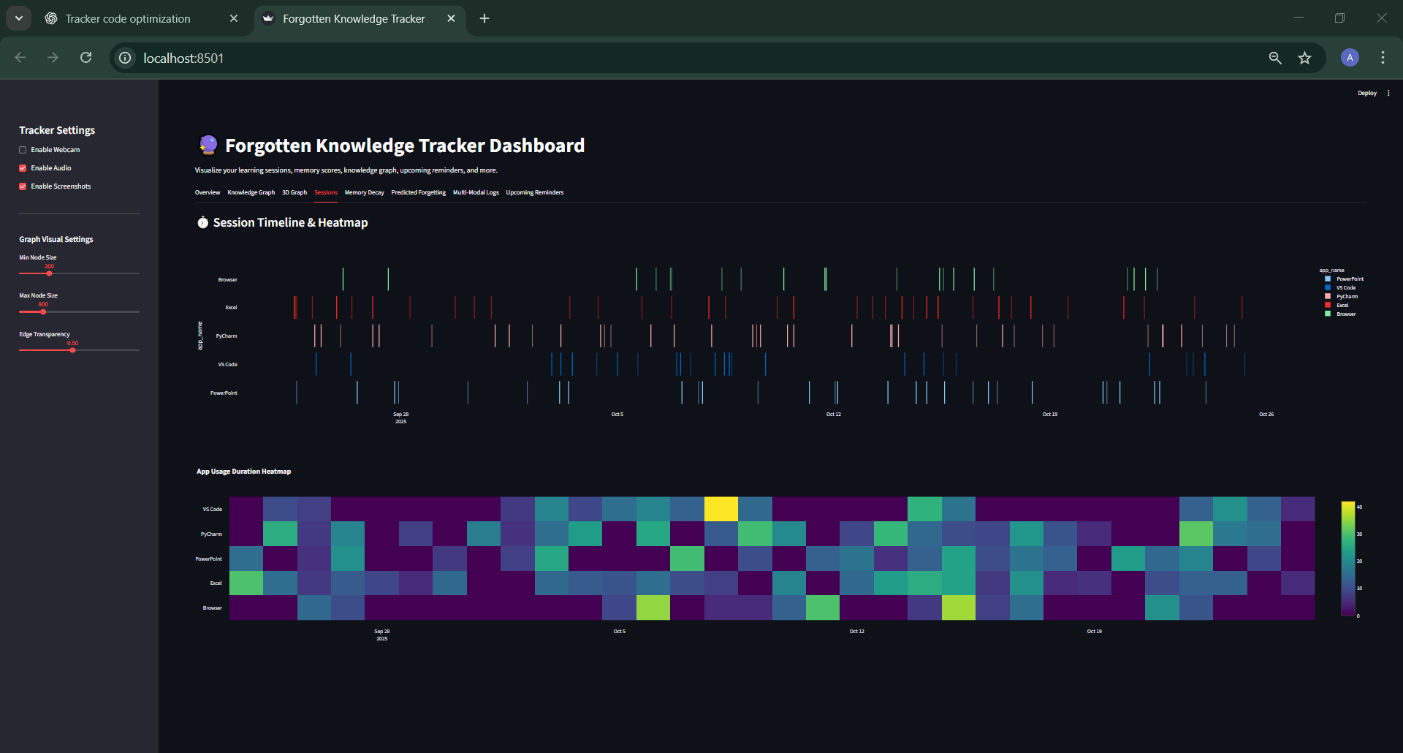 Tracker code optimization
Forgotten Knowledge Tracker
localhost:8501
A
Deploy
Tracker Settings
Enable Webcam
Enable Audio
Enable Screenshots
Graph Visual Settings
Min Node Size
200
Max Node Size
800
Edge Transparency
0.50
Forgotten Knowledge Tracker Dashboard
Visualize your learning sessions, memory scores, knowledge graph, upcoming reminders, and more.
Overview Knowledge Graph 3D Graph Sessions Memory Decay Predicted Forgetting Multi-Modal Logs Upcoming Reminders
Session Timeline & Heatmap
app_name
Browser
Excel
PyCharm
VS Code
PowerPoint
Sep 28 Oct 5 Oct 12 Oct 19 Oct 26
2025
app_name
PowerPoint
VS Code
PyCharm
Excel
Browser
App Usage Duration Heatmap
VS Code
PyCharm
PowerPoint
Excel
Browser
Sep 28 Oct 5 Oct 12 Oct 19
2025
40
30
20
10
0